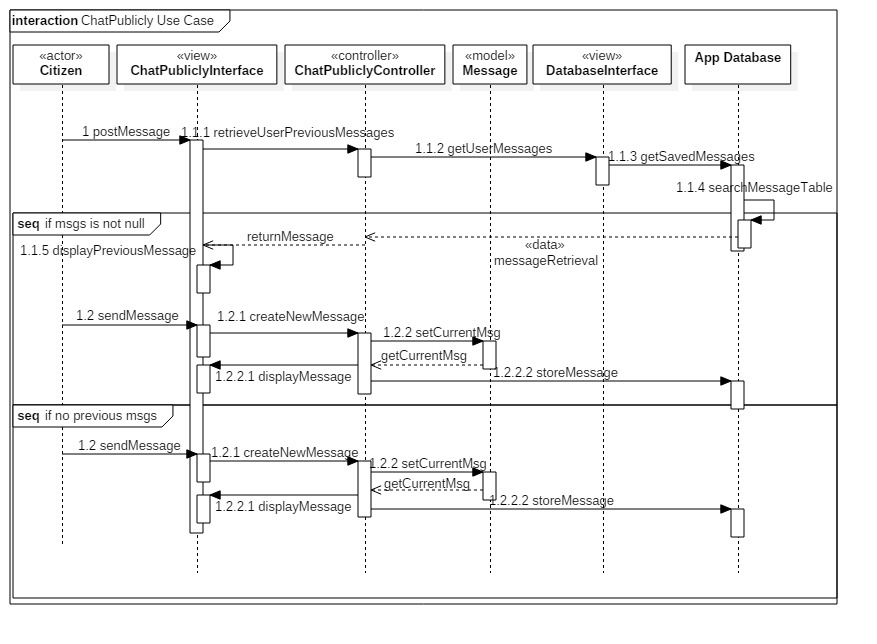 interaction ChatPublicly Use Case
«actor»
Citizen
«view»
ChatPubliclyInterface
«controller»
ChatPubliclyController
«model»
Message
«view»
DatabaseInterface
App Database
1 postMessage
1.1.1 retrieveUserPreviousMessages
1.1.2 getUserMessages
1.1.3 getSavedMessages
1.1.4 searchMessageTable
seq if msgs is not null
returnMessage
«data»
messageRetrieval
1.1.5 displayPreviousMessage
1.2 sendMessage
1.2.1 createNewMessage
1.2.2 setCurrentMsg
getCurrentMsg
1.2.2.1 displayMessage
1.2.2.2 storeMessage
seq if no previous msgs
1.2 sendMessage
1.2.1 createNewMessage
1.2.2 setCurrentMsg
getCurrentMsg
1.2.2.1 displayMessage
1.2.2.2 storeMessage